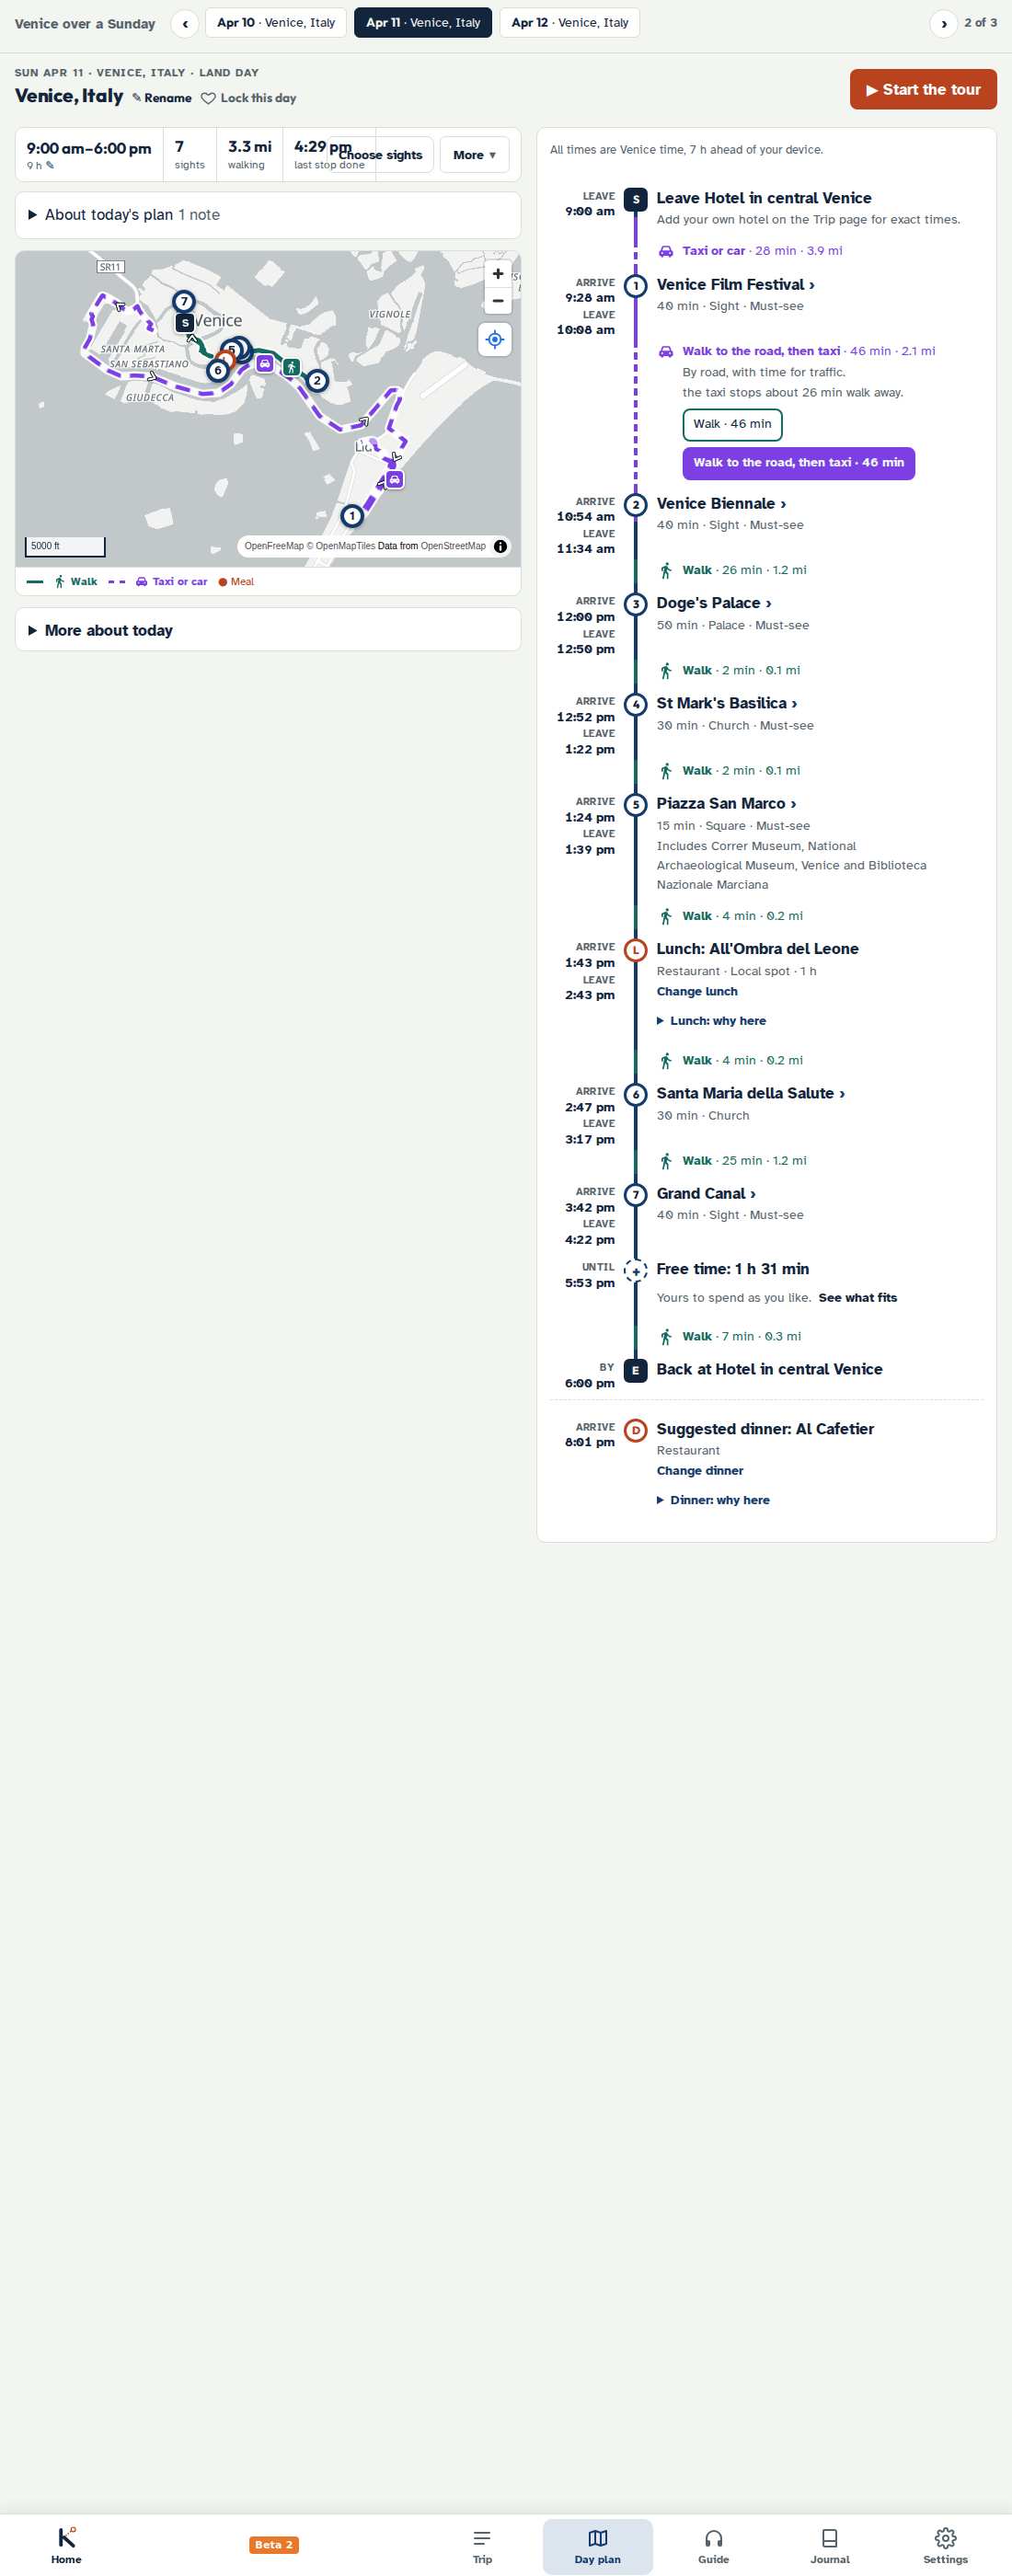 Venice over a Sunday
‹
Apr 10 · Venice, Italy
Apr 11 · Venice, Italy
Apr 12 · Venice, Italy
›
2 of 3
SUN APR 11 · VENICE, ITALY · LAND DAY
Venice, Italy
✎ Rename
Lock this day
▶ Start the tour
9:00 am–6:00 pm
9 h ✎
7
sights
3.3 mi
walking
4:29 pm
last stop done
Choose sights
More ▾
▶ About today's plan 1 note
SR11
7
S
Venice
VIGNOLE
SANTA MARTA
SAN SEBASTIANO
GIUDECCA
5
6
2
1
+
−
5000 ft
OpenFreeMap © OpenMapTiles Data from OpenStreetMap
Walk
Taxi or car
Meal
▶ More about today
All times are Venice time, 7 h ahead of your device.
LEAVE
9:00 am
S
Leave Hotel in central Venice
Add your own hotel on the Trip page for exact times.
Taxi or car · 28 min · 3.9 mi
ARRIVE
9:28 am
LEAVE
10:08 am
1
Venice Film Festival ›
40 min · Sight · Must-see
Walk to the road, then taxi · 46 min · 2.1 mi
By road, with time for traffic.
the taxi stops about 26 min walk away.
Walk · 46 min
Walk to the road, then taxi · 46 min
ARRIVE
10:54 am
LEAVE
11:34 am
2
Venice Biennale ›
40 min · Sight · Must-see
Walk · 26 min · 1.2 mi
ARRIVE
12:00 pm
LEAVE
12:50 pm
3
Doge's Palace ›
50 min · Palace · Must-see
Walk · 2 min · 0.1 mi
ARRIVE
12:52 pm
LEAVE
1:22 pm
4
St Mark's Basilica ›
30 min · Church · Must-see
Walk · 2 min · 0.1 mi
ARRIVE
1:24 pm
LEAVE
1:39 pm
5
Piazza San Marco ›
15 min · Square · Must-see
Includes Correr Museum, National
Archaeological Museum, Venice and Biblioteca
Nazionale Marciana
Walk · 4 min · 0.2 mi
ARRIVE
1:43 pm
LEAVE
2:43 pm
L
Lunch: All'Ombra del Leone
Restaurant · Local spot · 1 h
Change lunch
▶ Lunch: why here
Walk · 4 min · 0.2 mi
ARRIVE
2:47 pm
LEAVE
3:17 pm
6
Santa Maria della Salute ›
30 min · Church
Walk · 25 min · 1.2 mi
ARRIVE
3:42 pm
LEAVE
4:22 pm
7
Grand Canal ›
40 min · Sight · Must-see
UNTIL
5:53 pm
+
Free time: 1 h 31 min
Yours to spend as you like. See what fits
Walk · 7 min · 0.3 mi
BY
6:00 pm
E
Back at Hotel in central Venice
ARRIVE
8:01 pm
D
Suggested dinner: Al Cafetier
Restaurant
Change dinner
▶ Dinner: why here
Home
Beta 2
Trip
Day plan
Guide
Journal
Settings